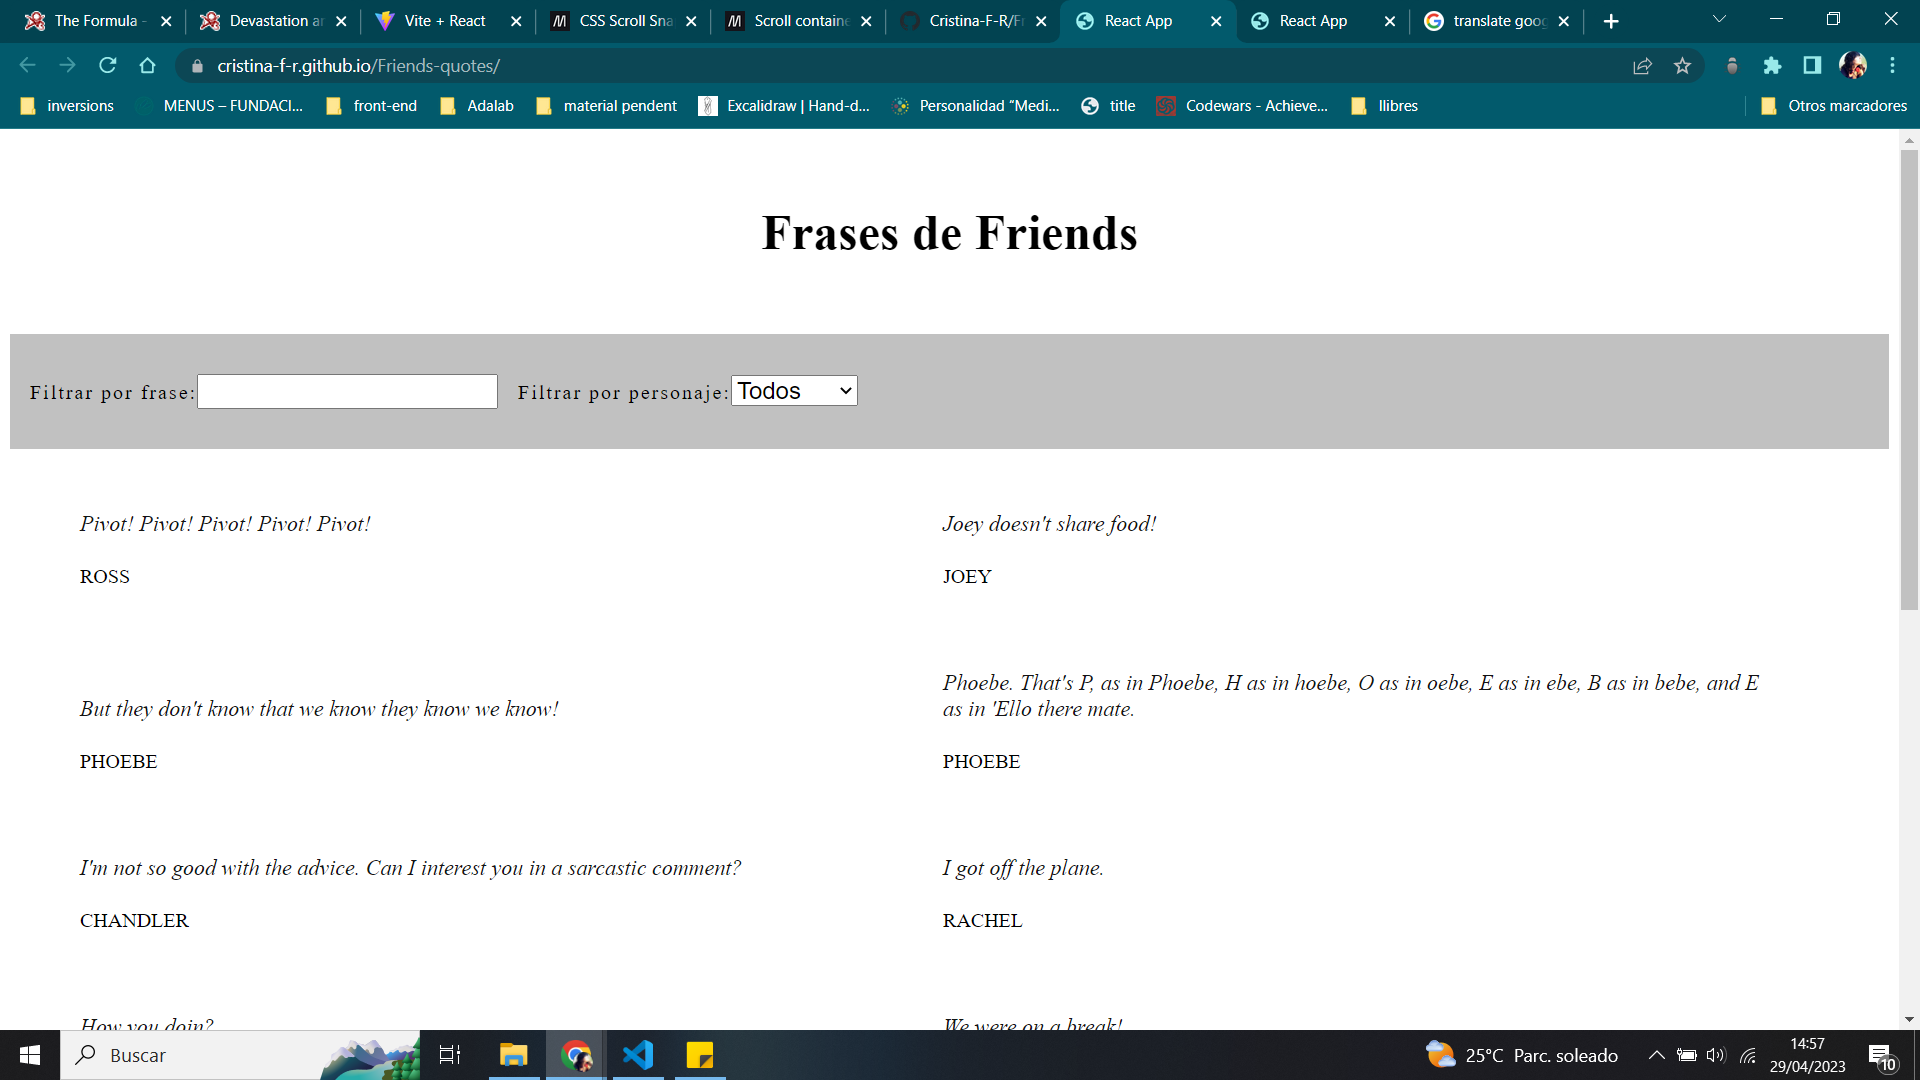 The Formula -
Devastation ar
Vite + React
CSS Scroll Sna
Scroll containe
Cristina-F-R/Fr
React App
React App
translate goog
cristina-f-r.github.io/Friends-quotes/
inversions
MENUS – FUNDACI...
front-end
Adalab
material pendent
Excalidraw | Hand-d...
Personalidad “Medi...
title
Codewars - Achieve...
llibres
Otros marcadores
Frases de Friends
Filtrar por frase:
Filtrar por personaje: Todos
Pivot! Pivot! Pivot! Pivot! Pivot!
ROSS
Joey doesn't share food!
JOEY
But they don't know that we know they know we know!
PHOEBE
Phoebe. That's P, as in Phoebe, H as in hoebe, O as in oebe, E as in ebe, B as in bebe, and E
as in 'Ello there mate.
PHOEBE
I'm not so good with the advice. Can I interest you in a sarcastic comment?
CHANDLER
I got off the plane.
RACHEL
How you doin?
We were on a break!
Buscar
25°C Parc. soleado
14:57
29/04/2023
10